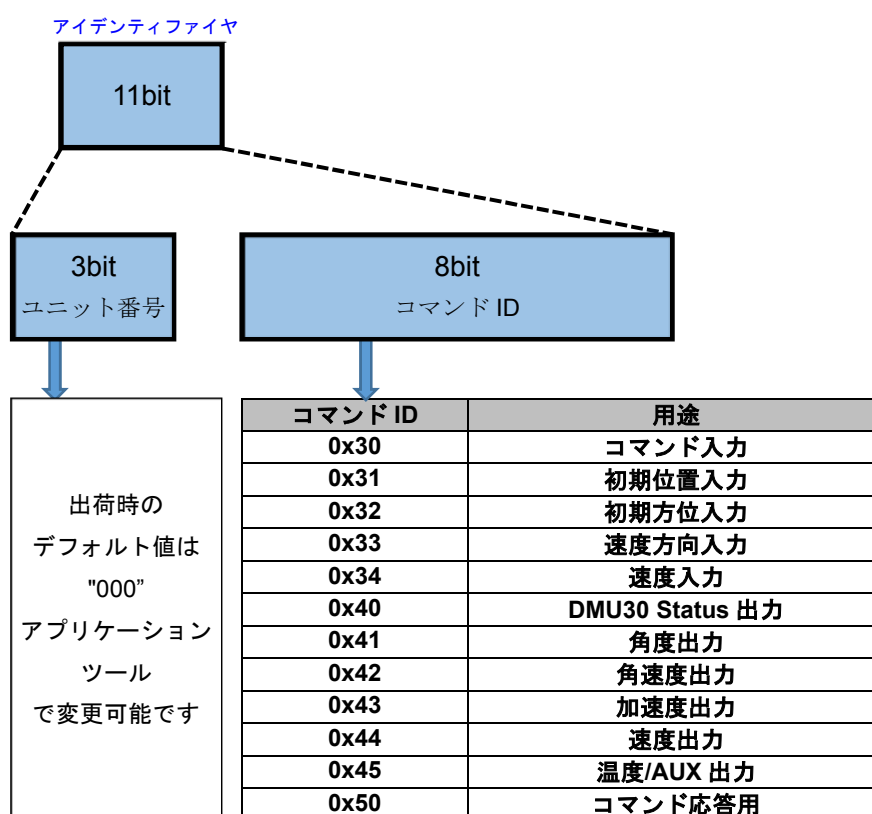 アイデンティファイヤ
11bit
3bit
ユニット番号
8bit
コマンド ID
出荷時の
デフォルト値は
"000”
アプリケーション
ツール
で変更可能です
コマンド ID 用途
0x30 コマンド入力
0x31 初期位置入力
0x32 初期方位入力
0x33 速度方向入力
0x34 速度入力
0x40 DMU30 Status 出力
0x41 角度出力
0x42 角速度出力
0x43 加速度出力
0x44 速度出力
0x45 温度/AUX 出力
0x50 コマンド応答用